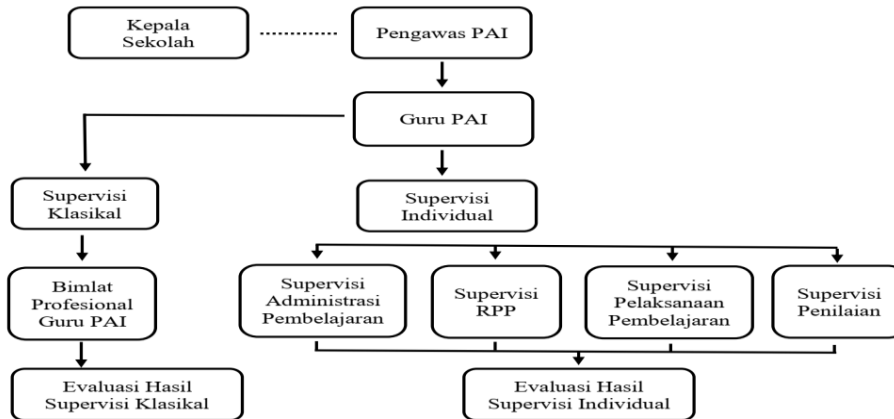 Kepala
Sekolah
Pengawas PAI
Guru PAI
Supervisi
Klasikal
Supervisi
Individual
Bimlat
Profesional
Guru PAI
Supervisi
Administrasi
Pembelajaran
Supervisi
RPP
Supervisi
Pelaksanaan
Pembelajaran
Supervisi
Penilaian
Evaluasi Hasil
Supervisi Klasikal
Evaluasi Hasil
Supervisi Individual